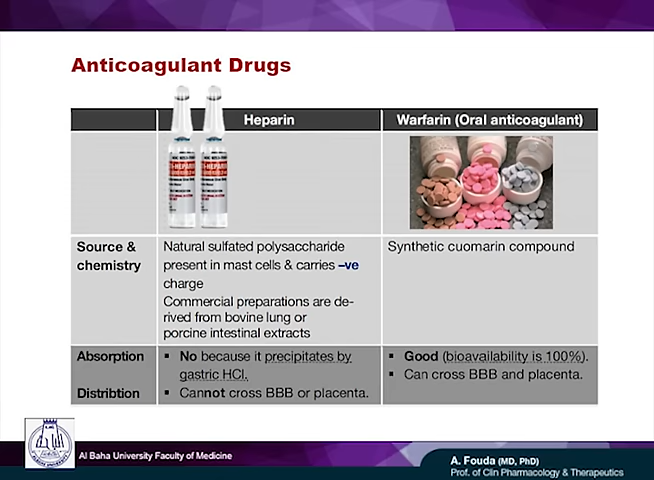 Anticoagulant Drugs
Heparin
Warfarin (Oral anticoagulant)
Source &
chemistry
Natural sulfated polysaccharide
present in mast cells & carries –ve
charge
Commercial preparations are de-
rived from bovine lung or
porcine intestinal extracts
Synthetic cuomarin compound
Absorption
▪ No because it precipitates by
gastric HCl.
▪ Good (bioavailability is 100%).
Distribtion
▪ Cannot cross BBB or placenta.
▪ Can cross BBB and placenta.
Al Baha University Faculty of Medicine
A. Fouda (MD, PhD)
Prof. of Clin Pharmacology & Therapeutics